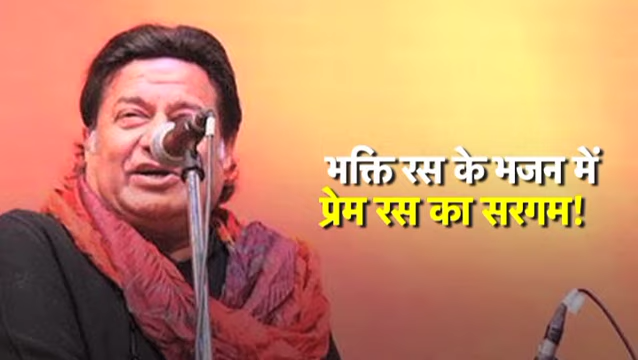 भक्ति रस के भजन में
प्रेम रस का सरगम!